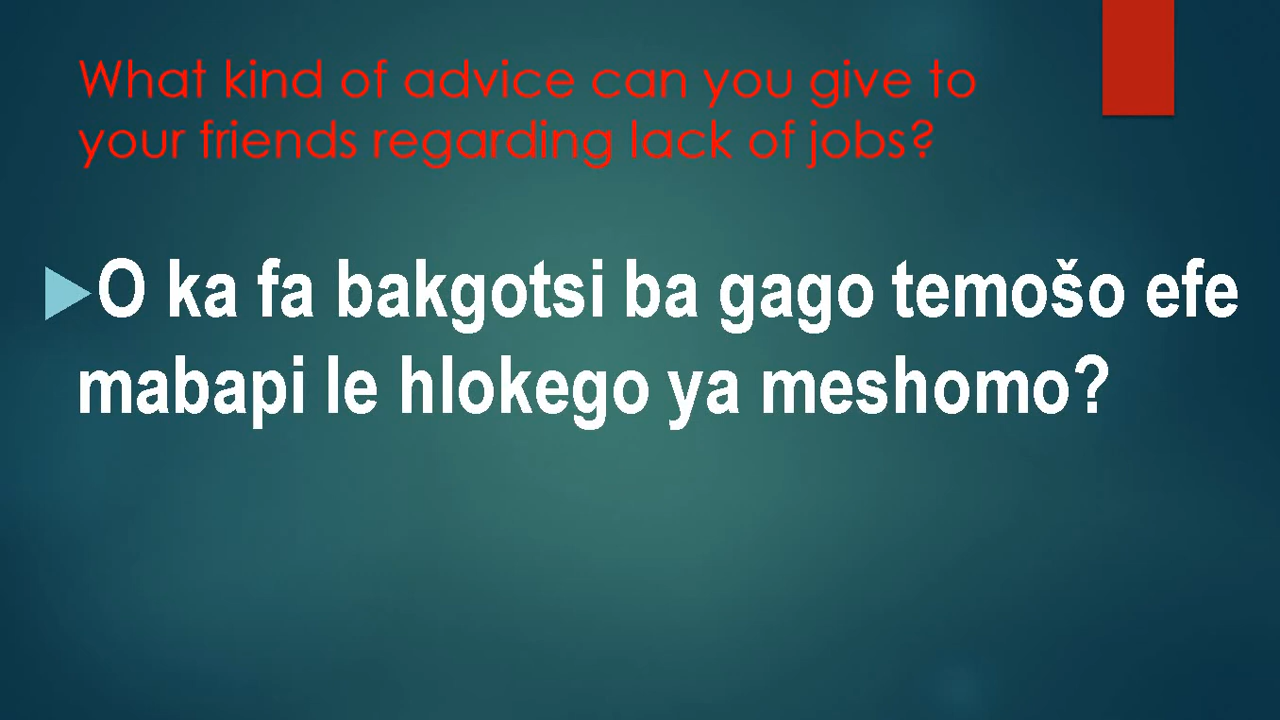 What kind of advice can you give to
your friends regarding lack of jobs?
O ka fa bakgotsi ba gago temošo efe
mabapi le hlokego ya meshomo?